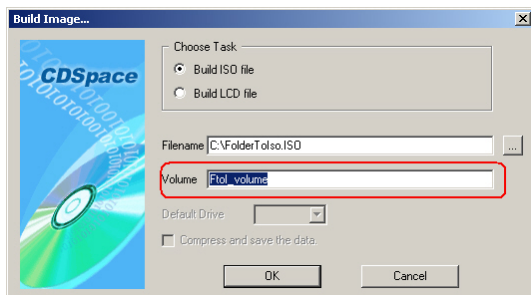 Build Image...
CDSpace
Choose Task
Build ISO file
Build LCD file
Filename C:\FolderToIso.ISO ...
Volume FtoI_volume
Default Drive
Compress and save the data.
OK Cancel